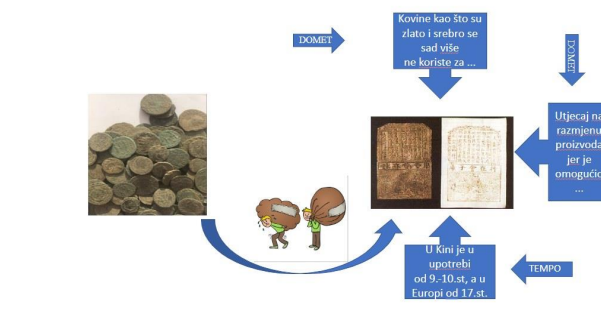 DOMET
Kovine kao što su
zlato i srebro se
sad više
ne koriste za ...
DOMET
Utjecaj na
razmjenu
proizvoda
jer je
omogućio
...
U Kini je u
upotrebi
od 9.-10.st, a u
Europi od 17.st.
TEMPO